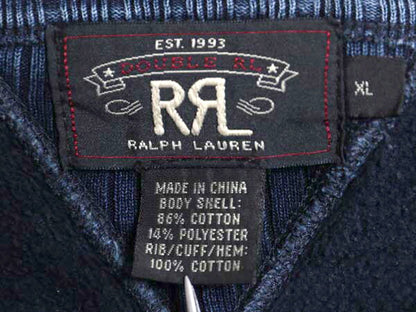 EST. 1993
DOUBLE RL
RRL
RALPH LAUREN
XL
MADE IN CHINA
BODY SHELL:
86% COTTON
14% POLYESTER
RIB/CUFF/HEM:
100% COTTON